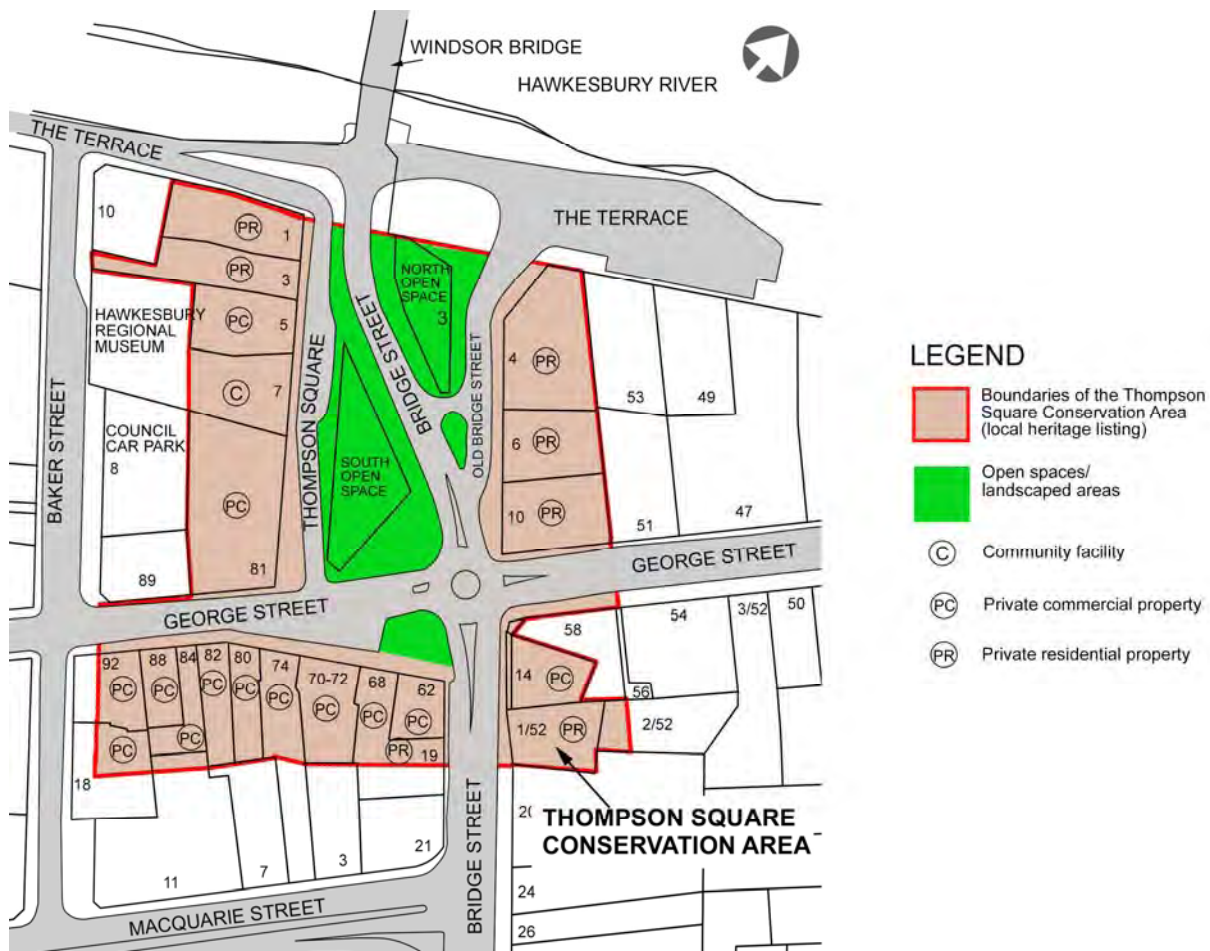 WINDSOR BRIDGE
HAWKESBURY RIVER
THE TERRACE
THE TERRACE
10
PR
1
PR
3
HAWKESBURY
REGIONAL
MUSEUM
PC
5
C
7
COUNCIL
CAR PARK
8
PC
81
89
BAKER STREET
THOMPSON SQUARE
BRIDGE STREET
OLD BRIDGE STREET
NORTH
OPEN
SPACE
3
SOUTH
OPEN
SPACE
4
PR
6
PR
10
PR
53
49
51
47
GEORGE STREET
GEORGE STREET
92
88
84
82
80
74
70-72
68
62
PC
PC
PC
PC
PC
PC
PC
PC
PC
PC
PR
19
18
58
54
3/52
50
14
PC
56
1/52
PR
2/52
11
7
3
21
20
24
26
MACQUARIE STREET
BRIDGE STREET
THOMPSON SQUARE
CONSERVATION AREA
LEGEND
Boundaries of the Thompson
Square Conservation Area
(local heritage listing)
Open spaces/
landscaped areas
C
Community facility
PC
Private commercial property
PR
Private residential property